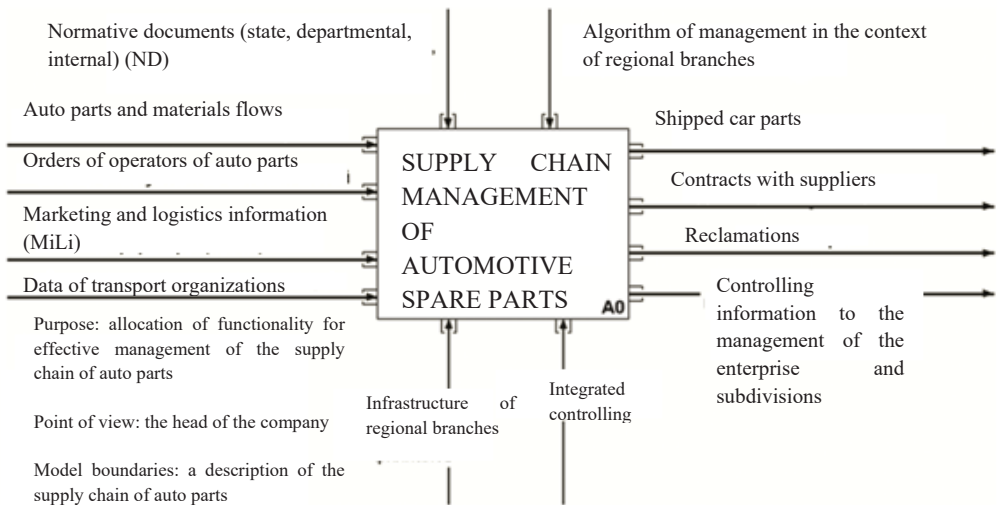 Normative documents (state, departmental,
internal) (ND)
Algorithm of management in the context
of regional branches
Auto parts and materials flows
Orders of operators of auto parts
Marketing and logistics information
(MiLi)
Data of transport organizations
SUPPLY CHAIN
MANAGEMENT
OF
AUTOMOTIVE
SPARE PARTS
A0
Shipped car parts
Contracts with suppliers
Reclamations
Controlling
information to the
management of the
enterprise and
subdivisions
Purpose: allocation of functionality for
effective management of the supply
chain of auto parts
Point of view: the head of the company
Model boundaries: a description of the
supply chain of auto parts
Infrastructure of
regional branches
Integrated
controlling